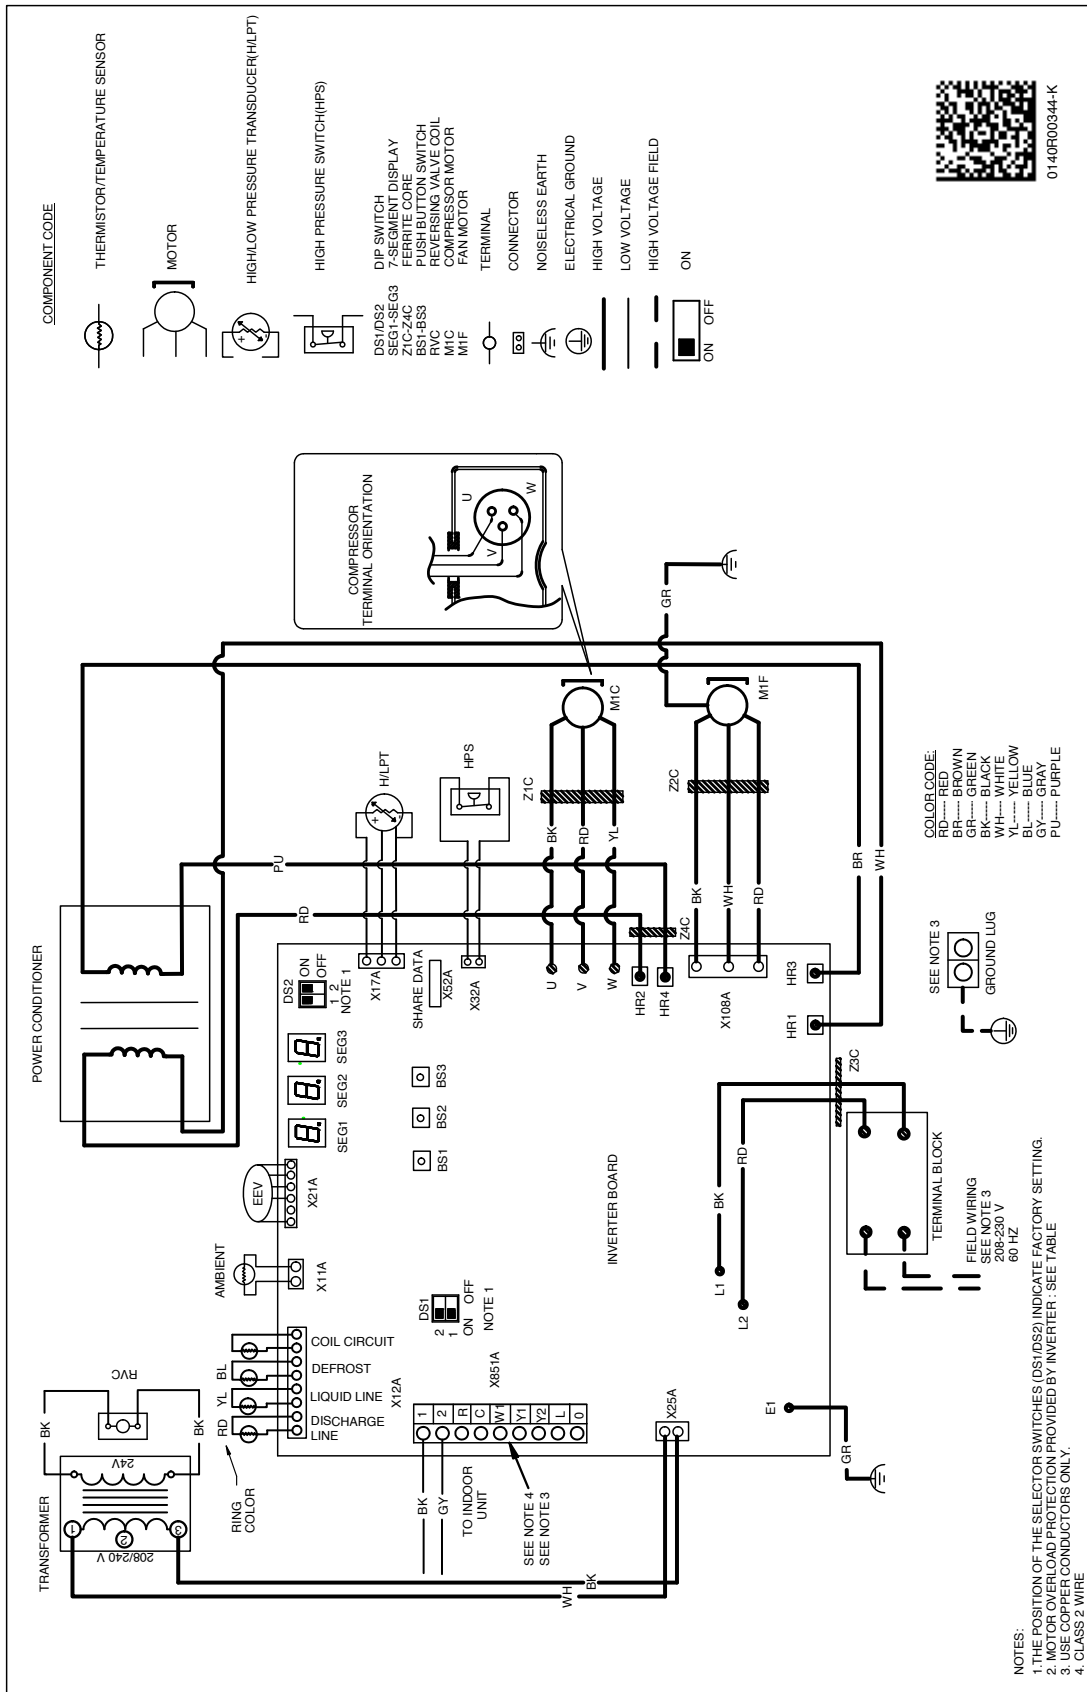 TRANSFORMER
208/240 V
24V
1
2
3
BK
RVC
BK
WH
BK
RING
COLOR
RD
YL
BL
COIL CIRCUIT
DEFROST
LIQUID LINE
DISCHARGE
LINE
X12A
AMBIENT
X11A
EEV
X21A
POWER CONDITIONER
SEG1
SEG2
SEG3
DS2
ON
OFF
1 2
NOTE 1
X17A
H/LPT
SHARE DATA
X52A
X32A
HPS
BS1
BS2
BS3
DS1
2
1
ON
OFF
NOTE 1
X851A
1
2
R
C
W1
Y1
Y2
L
0
BK
GY
TO INDOOR
UNIT
SEE NOTE 4
SEE NOTE 3
X25A
INVERTER BOARD
RD
PU
U
V
W
BK
RD
YL
Z1C
M1C
HR2
HR4
Z4C
X108A
BK
WH
RD
Z2C
M1F
GR
HR3
HR1
BR
WH
E1
GR
L1
L2
BK
RD
Z3C
TERMINAL BLOCK
FIELD WIRING
SEE NOTE 3
208-230 V
60 HZ
SEE NOTE 3
GROUND LUG
COMPRESSOR
TERMINAL ORIENTATION
U
V
W
COLOR CODE:
RD----- RED
BR----- BROWN
GR----- GREEN
BK----- BLACK
WH---- WHITE
YL----- YELLOW
BL----- BLUE
GY----- GRAY
PU----- PURPLE
NOTES:
1.THE POSITION OF THE SELECTOR SWITCHES (DS1/DS2) INDICATE FACTORY SETTING.
2. MOTOR OVERLOAD PROTECTION PROVIDED BY INVERTER : SEE TABLE
3. USE COPPER CONDUCTORS ONLY.
4. CLASS 2 WIRE
COMPONENT CODE
THERMISTOR/TEMPERATURE SENSOR
MOTOR
HIGH/LOW PRESSURE TRANSDUCER(H/LPT)
HIGH PRESSURE SWITCH(HPS)
DS1/DS2 DIP SWITCH
SEG1-SEG3 7-SEGMENT DISPLAY
Z1C-Z4C FERRITE CORE
BS1-BS3 PUSH BUTTON SWITCH
RVC REVERSING VALVE COIL
M1C COMPRESSOR MOTOR
M1F FAN MOTOR
TERMINAL
CONNECTOR
NOISELESS EARTH
ELECTRICAL GROUND
HIGH VOLTAGE
LOW VOLTAGE
HIGH VOLTAGE FIELD
ON
ON OFF
0140R00344-K